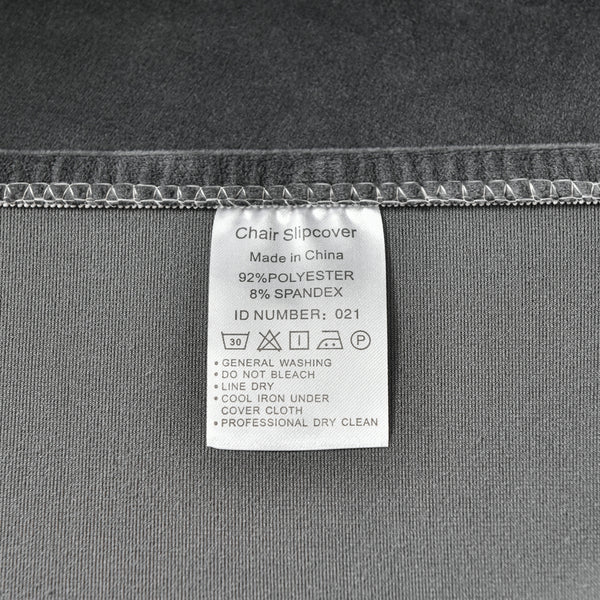 Chair Slipcover
Made in China
92%POLYESTER
8% SPANDEX
ID NUMBER: 021
30 P
• GENERAL WASHING
• DO NOT BLEACH
• LINE DRY
• COOL IRON UNDER
COVER CLOTH
• PROFESSIONAL DRY CLEAN